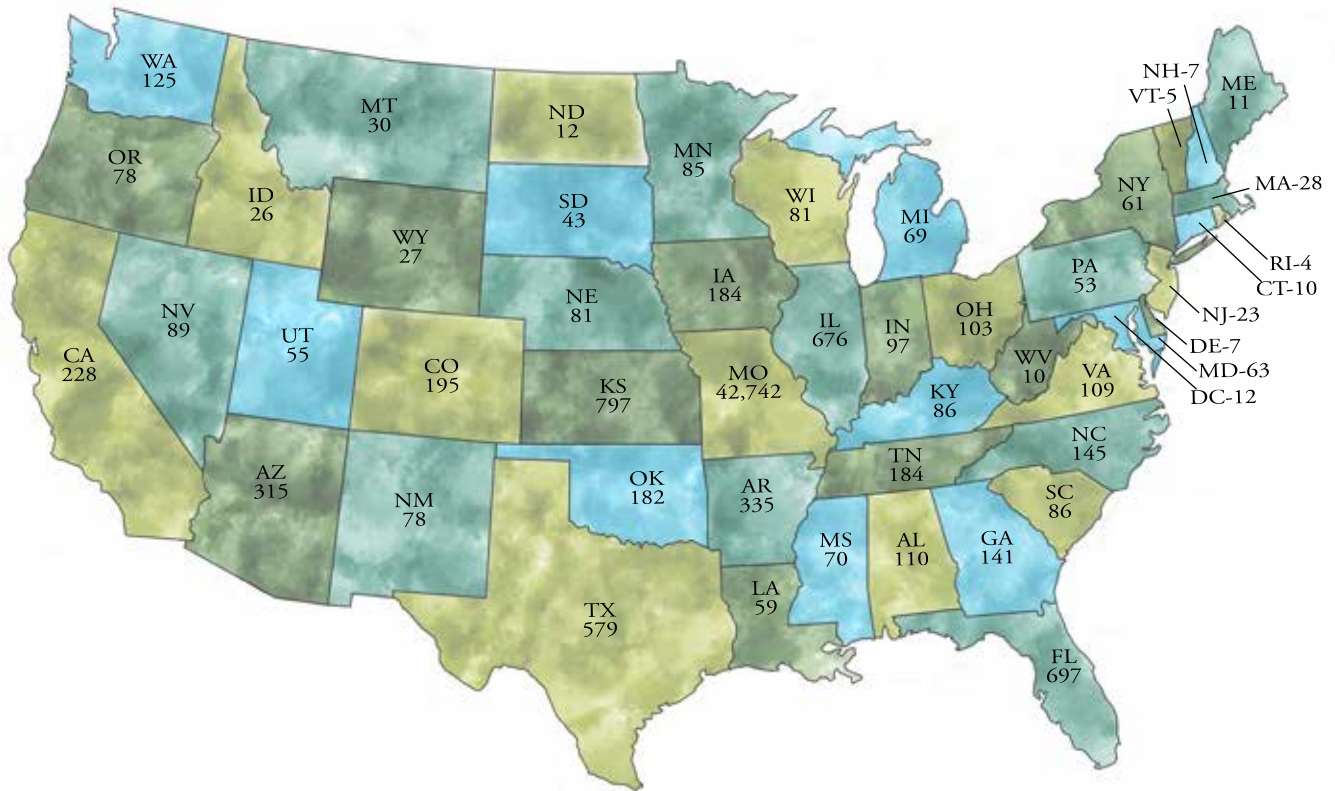 WA
125
MT
30
ND
12
MN
85
NH-7
VT-5
ME
11
OR
78
ID
26
SD
43
WI
81
MI
69
NY
61
MA-28
WY
27
RI-4
CT-10
NV
89
UT
55
NE
81
IA
184
IL
676
IN
97
OH
103
PA
53
NJ-23
DE-7
MD-63
DC-12
CA
228
CO
195
KS
797
MO
42,742
KY
86
WV
10
VA
109
AZ
315
NM
78
OK
182
AR
335
TN
184
NC
145
SC
86
MS
70
AL
110
GA
141
TX
579
LA
59
FL
697